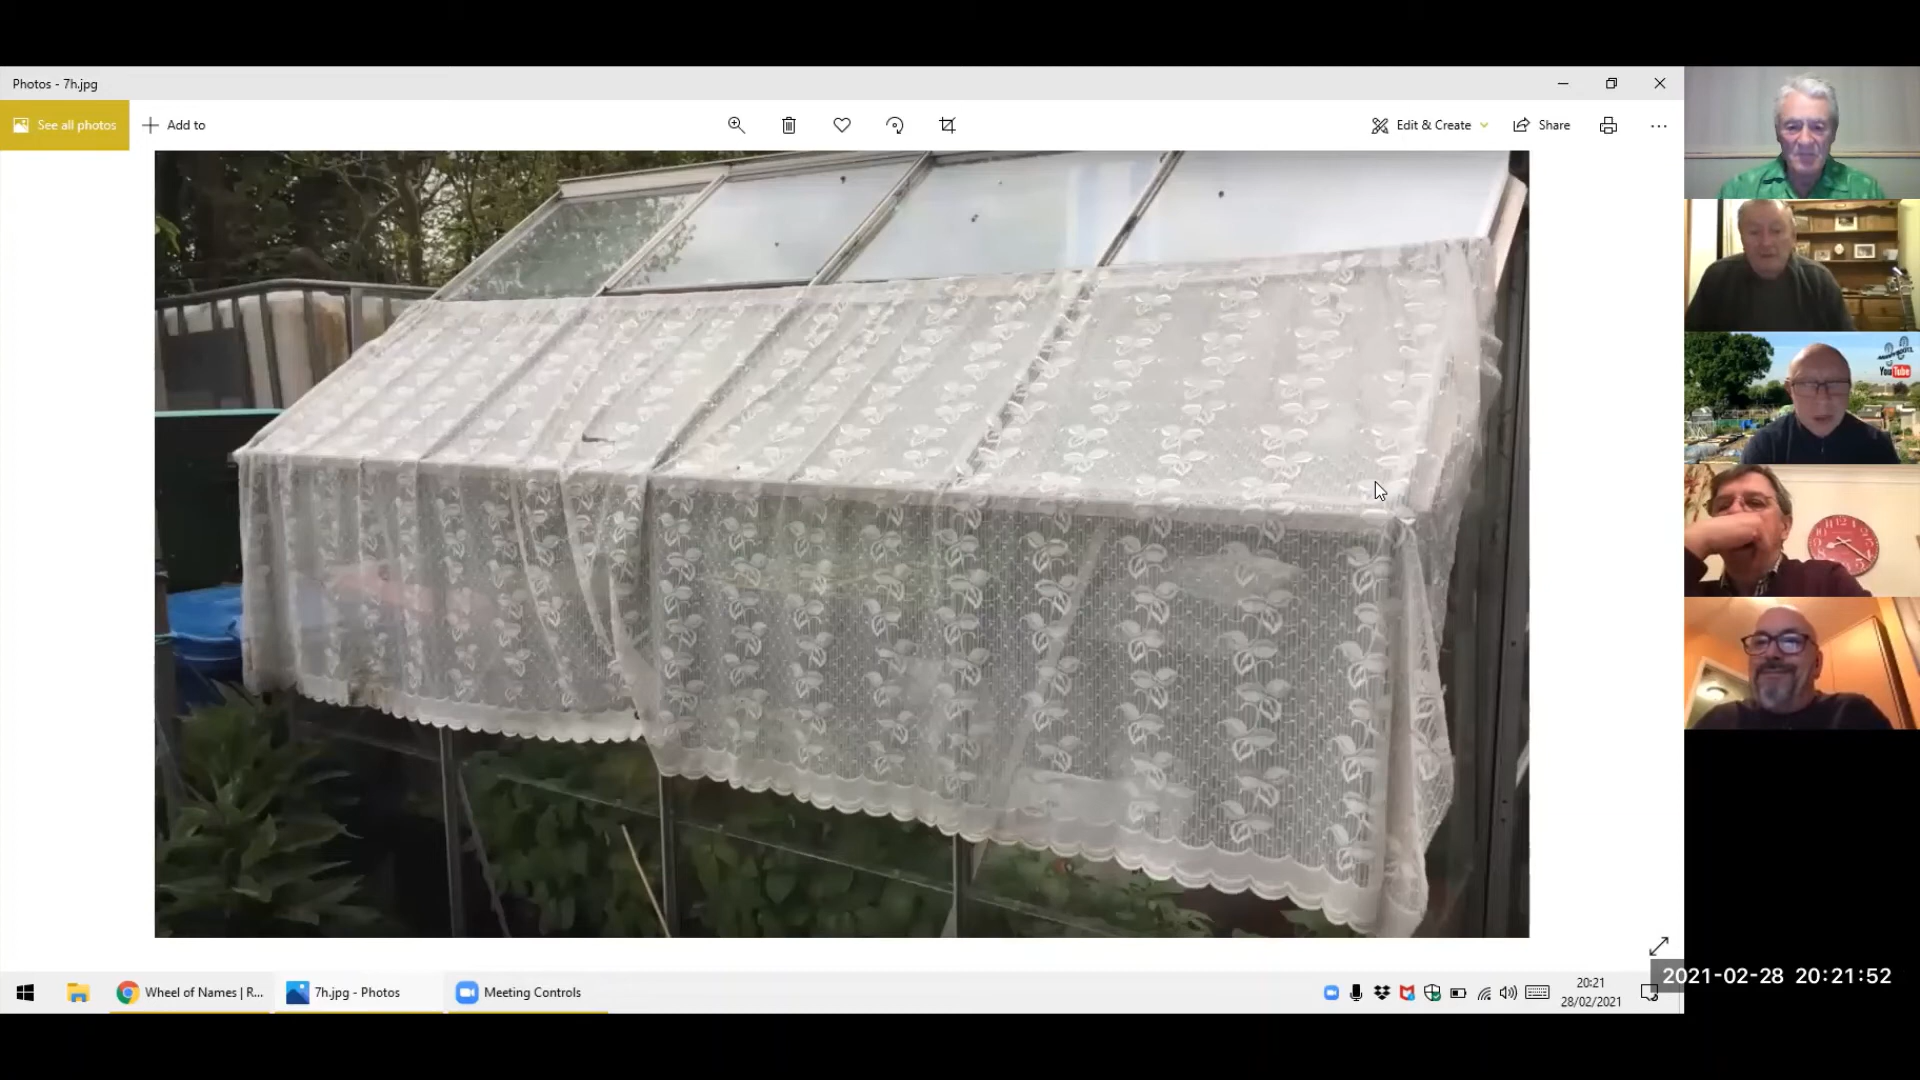 Photos - 7h.jpg
See all photos
Add to
Edit & Create
Share
YouTube
Wheel of Names | R...
7h.jpg - Photos
Meeting Controls
20:21
28/02/2021
2021-02-28 20:21:52